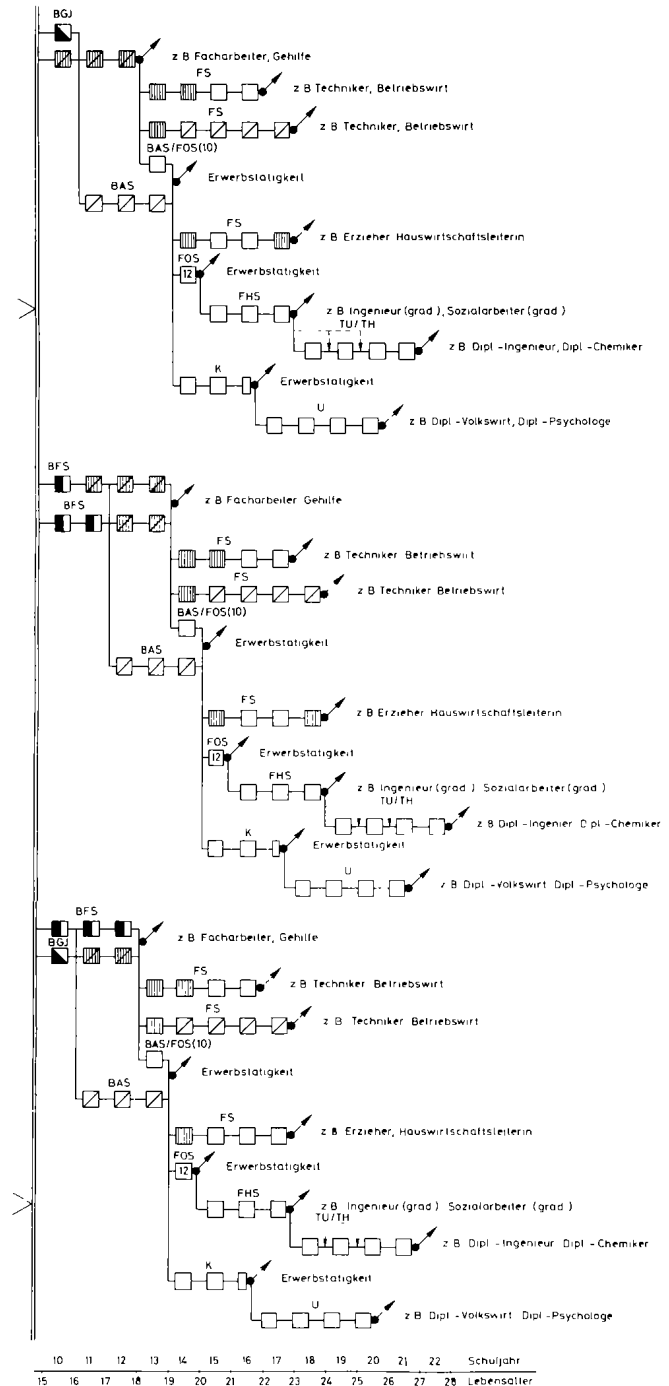 BGJ
z B Facharbeiter, Gehilfe
FS
z B Techniker, Betriebswirt
FS
z B Techniker, Betriebswirt
BAS/FOS(10)
Erwerbstätigkeit
BAS
FS
z B Erzieher Hauswirtschaftsleiterin
FOS
12
Erwerbstätigkeit
FHS
z B Ingenieur (grad ), Sozialarbeiter (grad )
TU/TH
z B Dipl -Ingenieur, Dipl -Chemiker
K
Erwerbstätigkeit
U
z B Dipl -Volkswirt, Dipl -Psychologe
BFS
BFS
z B Facharbeiter Gehilfe
FS
z B Techniker Betriebswirt
FS
z B Techniker Betriebswirt
BAS/FOS(10)
Erwerbstätigkeit
BAS
FS
z B Erzieher Hauswirtschaftsleiterin
FOS
12
Erwerbstätigkeit
FHS
z B Ingenieur (grad ) Sozialarbeiter (grad )
TU/TH
z B Dipl -Ingenier Dipl -Chemiker
K
Erwerbstätigkeit
U
z B Dipl -Volkswirt Dipl -Psychologe
BFS
BGJ
z B Facharbeiter, Gehilfe
FS
z B Techniker Betriebswirt
FS
z B Techniker Betriebswirt
BAS/FOS(10)
Erwerbstätigkeit
BAS
FS
z B Erzieher, Hauswirtschaftsleiterin
FOS
12
Erwerbstätigkeit
FHS
z B Ingenieur (grad ) Sozialarbeiter (grad )
TU/TH
z B Dipl -Ingenieur Dipl -Chemiker
K
Erwerbstätigkeit
U
z B Dipl -Volkswirt Dipl -Psychologe
10 11 12 13 14 15 16 17 18 19 20 21 22 Schuljahr
15 16 17 18 19 20 21 22 23 24 25 26 27 28 Lebensalter